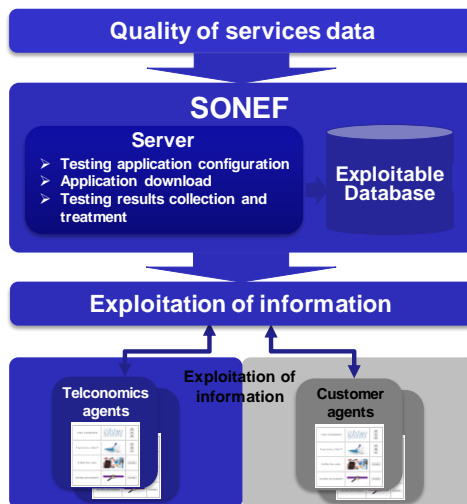 Quality of services data
SONEF
Server
➢ Testing application configuration
➢ Application download
➢ Testing results collection and
treatment
Exploitable
Database
Exploitation of information
Exploitation of
information
Telconomics
agents
Customer
agents